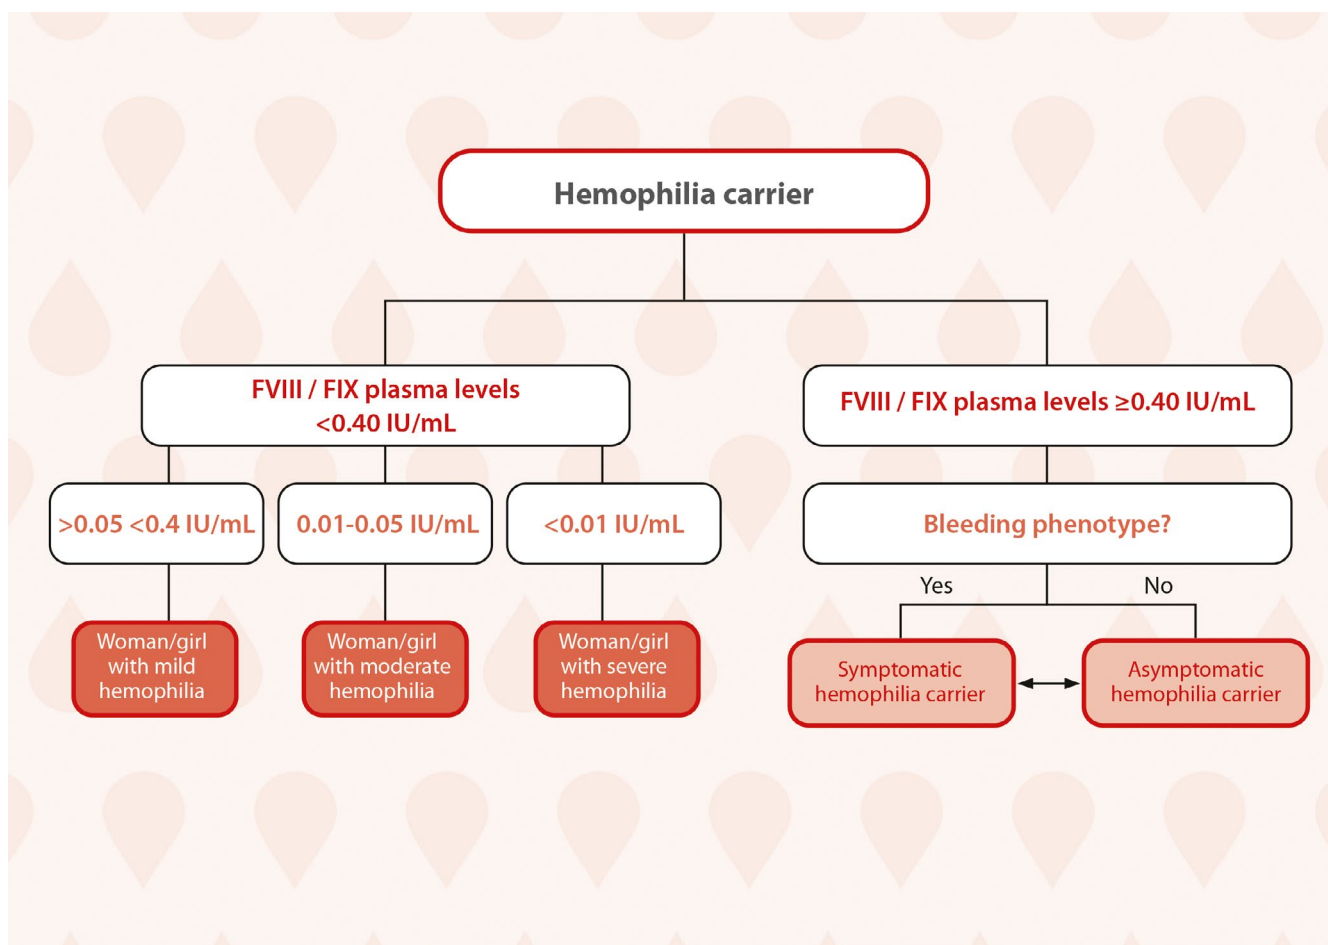 Hemophilia carrier
FVIII / FIX plasma levels
<0.40 IU/mL
FVIII / FIX plasma levels ≥0.40 IU/mL
>0.05 <0.4 IU/mL
0.01-0.05 IU/mL
<0.01 IU/mL
Bleeding phenotype?
Yes
No
Woman/girl
with mild
hemophilia
Woman/girl
with moderate
hemophilia
Woman/girl
with severe
hemophilia
Symptomatic
hemophilia carrier
Asymptomatic
hemophilia carrier